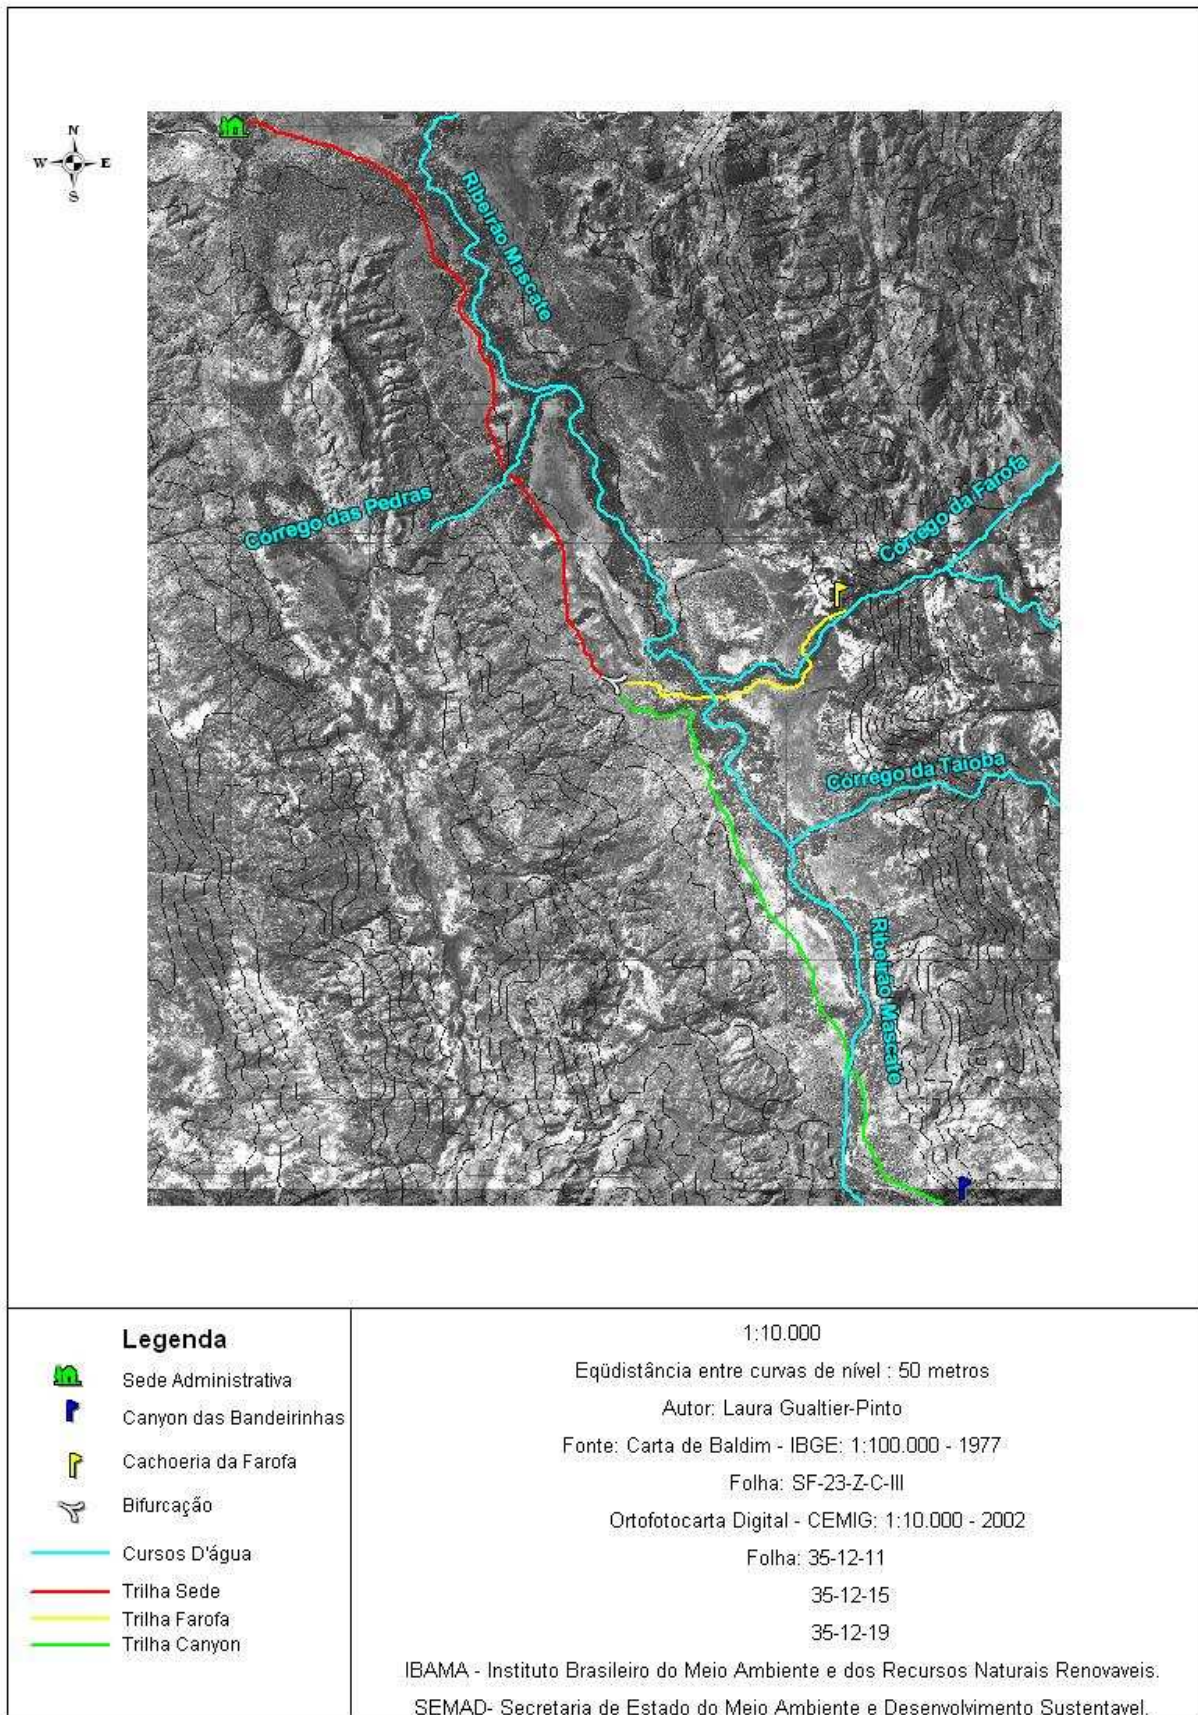 N
W E
S
Ribeirão Mascate
Córrego das Pedras
Córrego da Farofa
Córrego da Taioba
Ribeirão Mascate
Legenda
Sede Administrativa
Canyon das Bandeirinhas
Cachoeria da Farofa
Bifurcação
Cursos D'água
Trilha Sede
Trilha Farofa
Trilha Canyon
1:10.000
Eqüdistância entre curvas de nível : 50 metros
Autor: Laura Gualtier-Pinto
Fonte: Carta de Baldim - IBGE: 1:100.000 - 1977
Folha: SF-23-Z-C-III
Ortofotocarta Digital - CEMIG: 1:10.000 - 2002
Folha: 35-12-11
35-12-15
35-12-19
IBAMA - Instituto Brasileiro do Meio Ambiente e dos Recursos Naturais Renovaveis.
SEMAD- Secretaria de Estado do Meio Ambiente e Desenvolvimento Sustentavel.